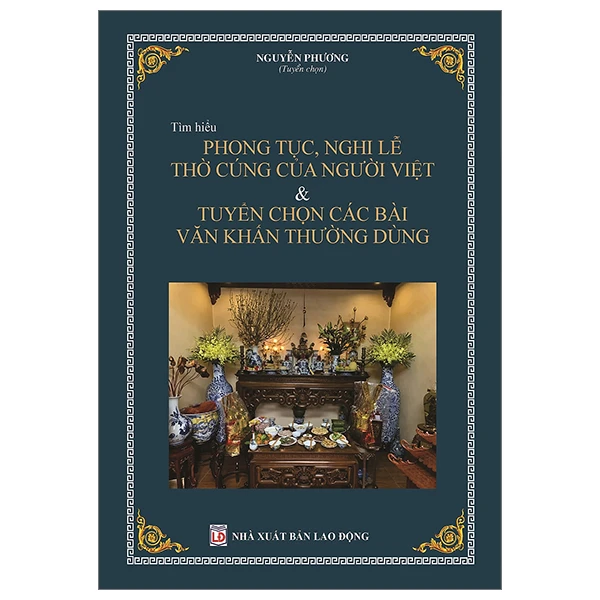 NGUYỄN PHƯƠNG
(Tuyển chọn)
Tìm hiểu
PHONG TỤC, NGHI LỄ
THỜ CÚNG CỦA NGƯỜI VIỆT
&
TUYỂN CHỌN CÁC BÀI
VĂN KHẤN THƯỜNG DÙNG
LĐ
NHÀ XUẤT BẢN LAO ĐỘNG